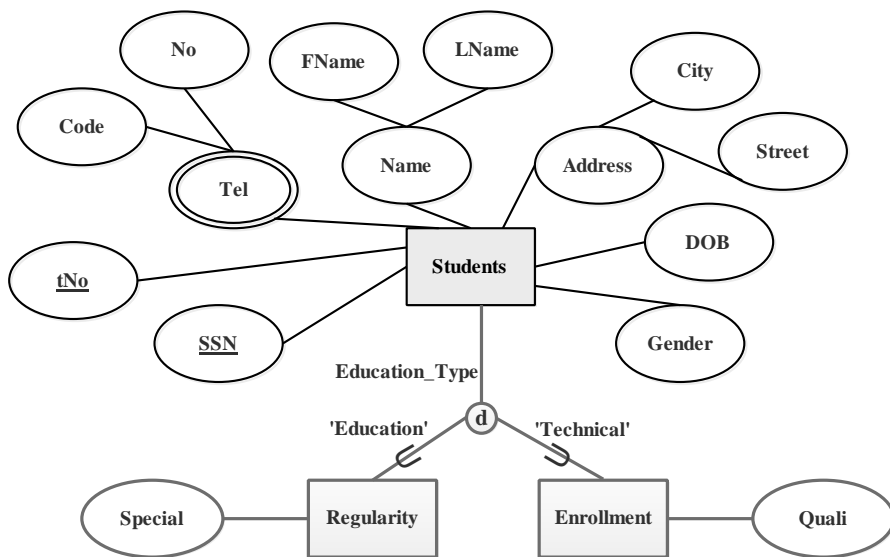 No
FName
LName
City
Code
Name
Address
Street
Tel
DOB
Students
tNo
SSN
Gender
Education_Type
d
'Education'
'Technical'
Special
Regularity
Enrollment
Quali